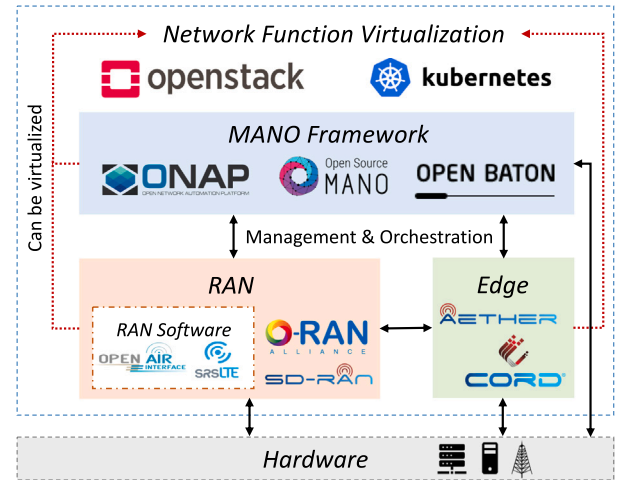 Network Function Virtualization
openstack
kubernetes
Can be virtualized
MANO Framework
ONAP
OPEN NETWORK AUTOMATION PLATFORM
Open Source
MANO
OPEN BATON
Management & Orchestration
RAN
RAN Software
OPEN AIR
INTERFACE
SRSLTE
O-RAN
ALLIANCE
SD-RAN
Edge
AETHER
CORD®
Hardware